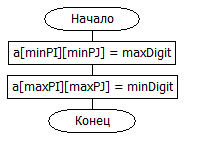 Начало
a[minPI][minPJ] = maxDigit
a[maxPI][maxPJ] = minDigit
Конец